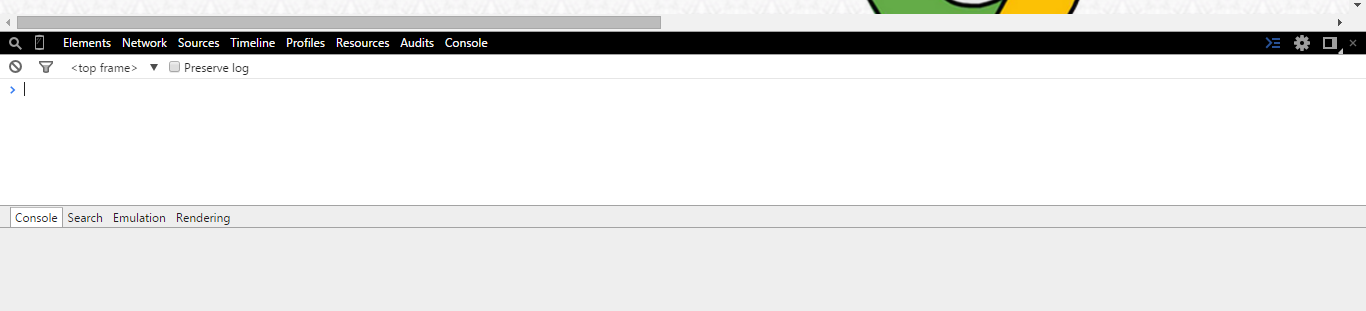 Elements Network Sources Timeline Profiles Resources Audits Console
<top frame> Preserve log
Console Search Emulation Rendering